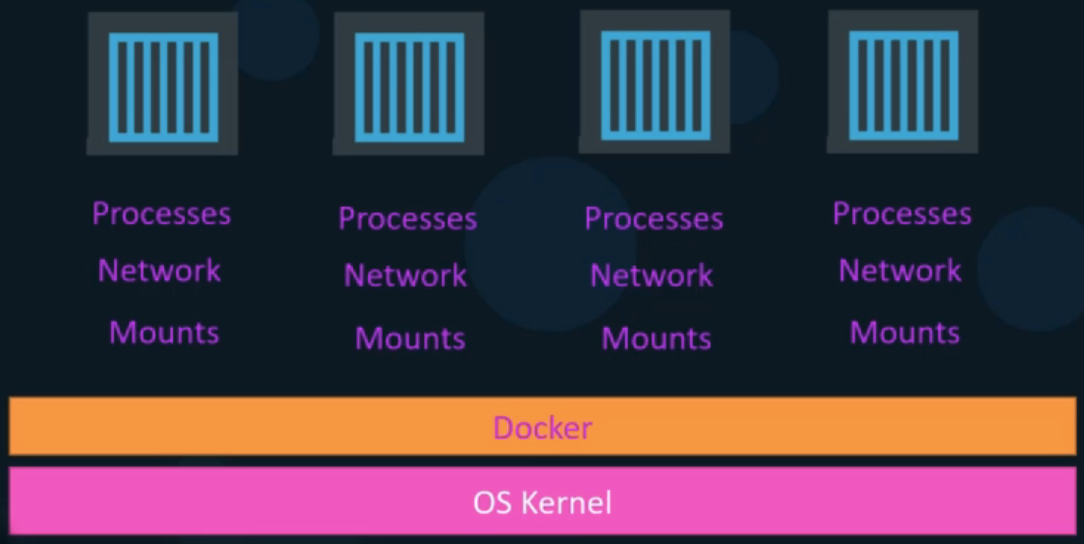 Processes Processes Processes Processes
Network Network Network Network
Mounts Mounts Mounts Mounts
Docker
OS Kernel